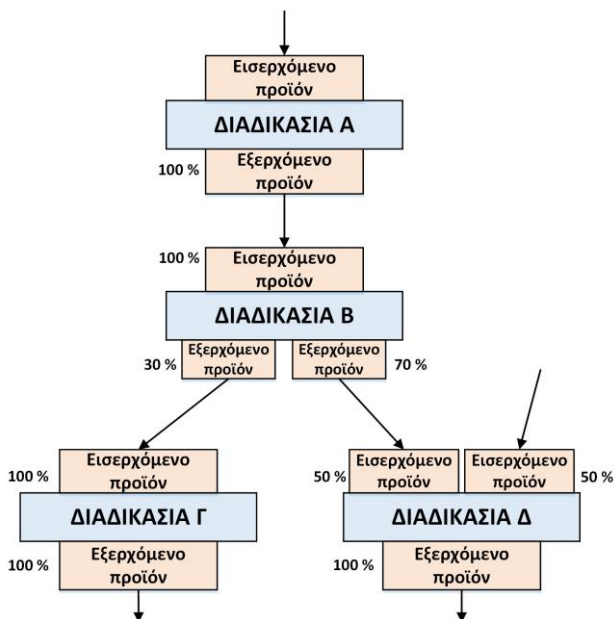 Εισερχόμενο
προϊόν
ΔΙΑΔΙΚΑΣΙΑ Α
100 %
Εξερχόμενο
προϊόν
100 %
Εισερχόμενο
προϊόν
ΔΙΑΔΙΚΑΣΙΑ Β
30 %
Εξερχόμενο
προϊόν
Εξερχόμενο
προϊόν
70 %
100 %
Εισερχόμενο
προϊόν
ΔΙΑΔΙΚΑΣΙΑ Γ
100 %
Εξερχόμενο
προϊόν
50 %
Εισερχόμενο
προϊόν
Εισερχόμενο
προϊόν
50 %
ΔΙΑΔΙΚΑΣΙΑ Δ
100 %
Εξερχόμενο
προϊόν